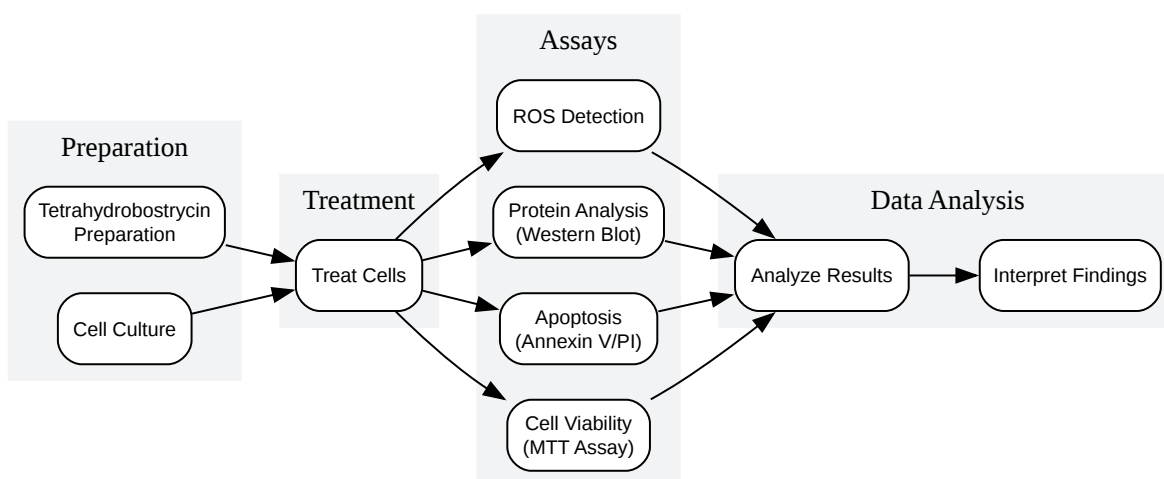 Preparation
Tetrahydrobostrycin
Preparation
Cell Culture
Treatment
Treat Cells
Assays
ROS Detection
Protein Analysis
(Western Blot)
Apoptosis
(Annexin V/PI)
Cell Viability
(MTT Assay)
Data Analysis
Analyze Results
Interpret Findings